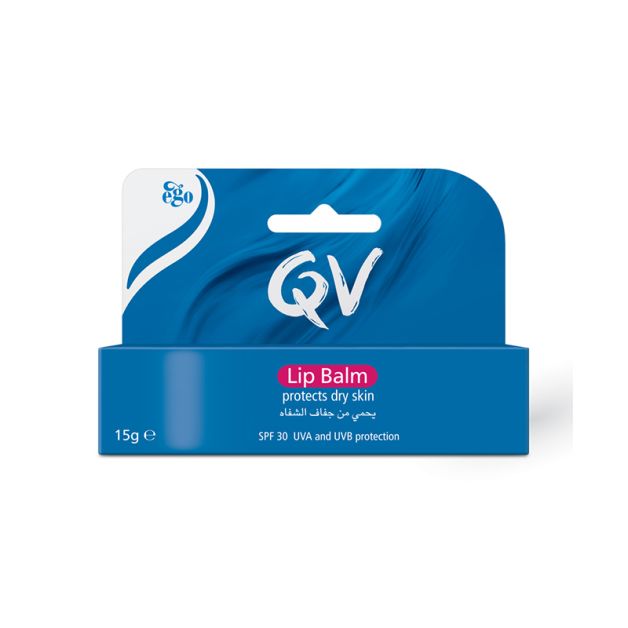 ego
QV
Lip Balm
protects dry skin
يحمي من جفاف الشفاه
15g ℮
SPF 30 UVA and UVB protection